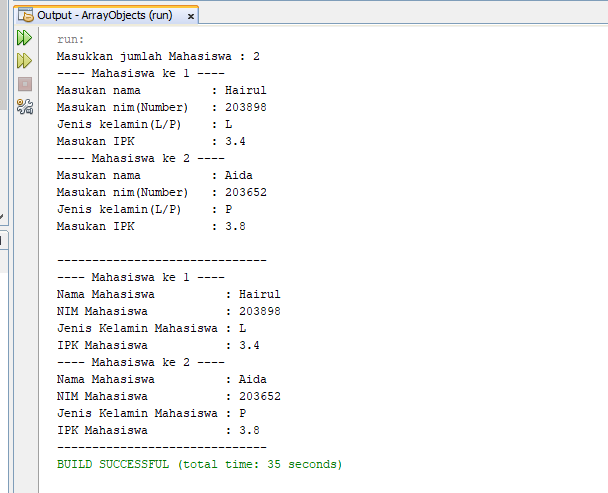 Output - ArrayObjects (run)
run:
Masukkan jumlah Mahasiswa : 2
---- Mahasiswa ke 1 ----
Masukan nama          : Hairul
Masukan nim(Number)   : 203898
Jenis kelamin(L/P)    : L
Masukan IPK           : 3.4
---- Mahasiswa ke 2 ----
Masukan nama          : Aida
Masukan nim(Number)   : 203652
Jenis kelamin(L/P)    : P
Masukan IPK           : 3.8
------------------------------
---- Mahasiswa ke 1 ----
Nama Mahasiswa          : Hairul
NIM Mahasiswa           : 203898
Jenis Kelamin Mahasiswa : L
IPK Mahasiswa           : 3.4
---- Mahasiswa ke 2 ----
Nama Mahasiswa          : Aida
NIM Mahasiswa           : 203652
Jenis Kelamin Mahasiswa : P
IPK Mahasiswa           : 3.8
------------------------------
BUILD SUCCESSFUL (total time: 35 seconds)